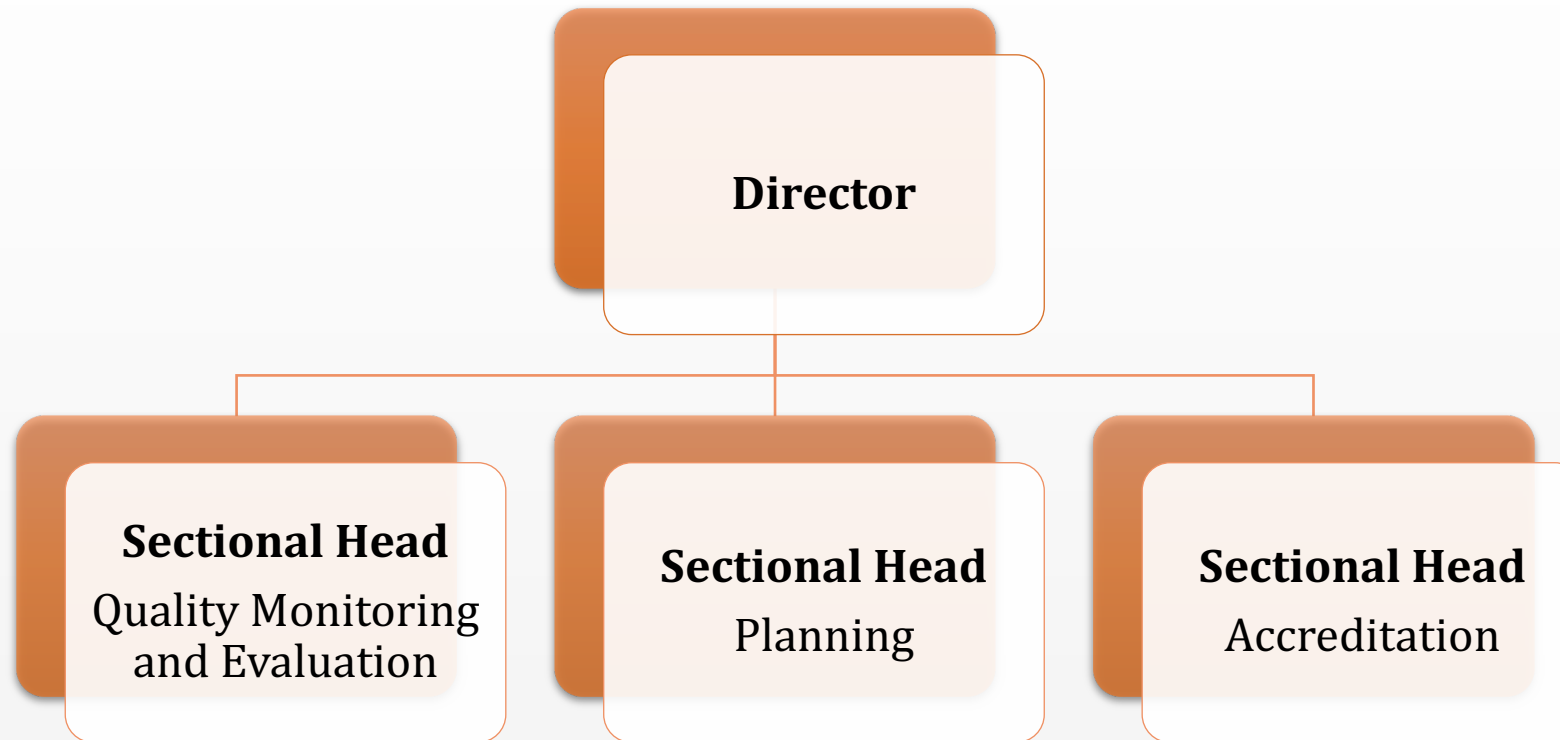 Director
Sectional Head
Quality Monitoring
and Evaluation
Sectional Head
Planning
Sectional Head
Accreditation